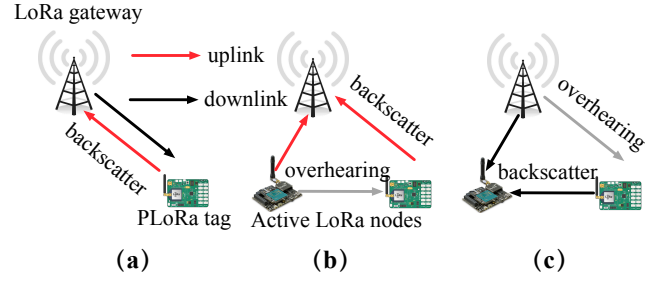 LoRa gateway
uplink
downlink
backscatter
PLoRa tag
(a)
backscatter
overhearing
Active LoRa nodes
(b)
overhearing
backscatter
(c)